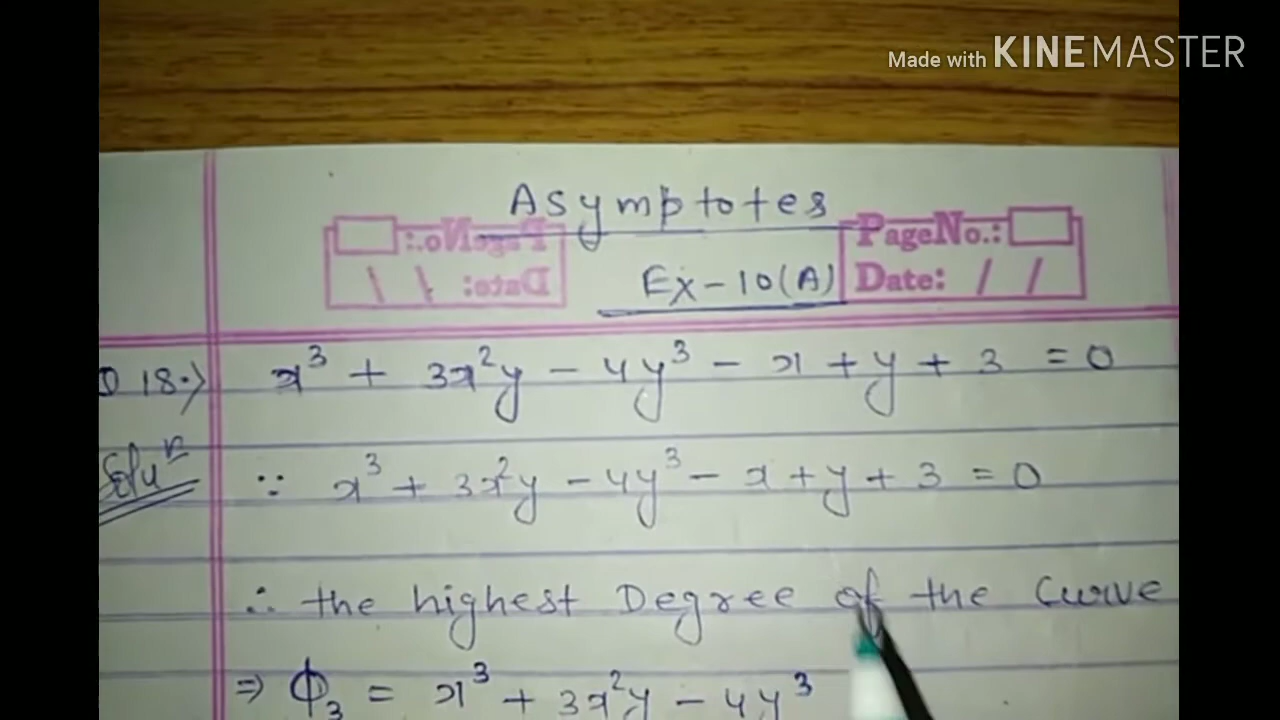 Made with KINEMASTER
Asymptotes
PageNo.:
Ex-10(A)
Date: / /
18.) x³ + 3x²y - 4y³ - x + y + 3 = 0
Soluⁿ ∵ x³ + 3x²y - 4y³ - x + y + 3 = 0
∴ the highest Degree of the Curve
⇒ ϕ₃ = x³ + 3x²y - 4y³